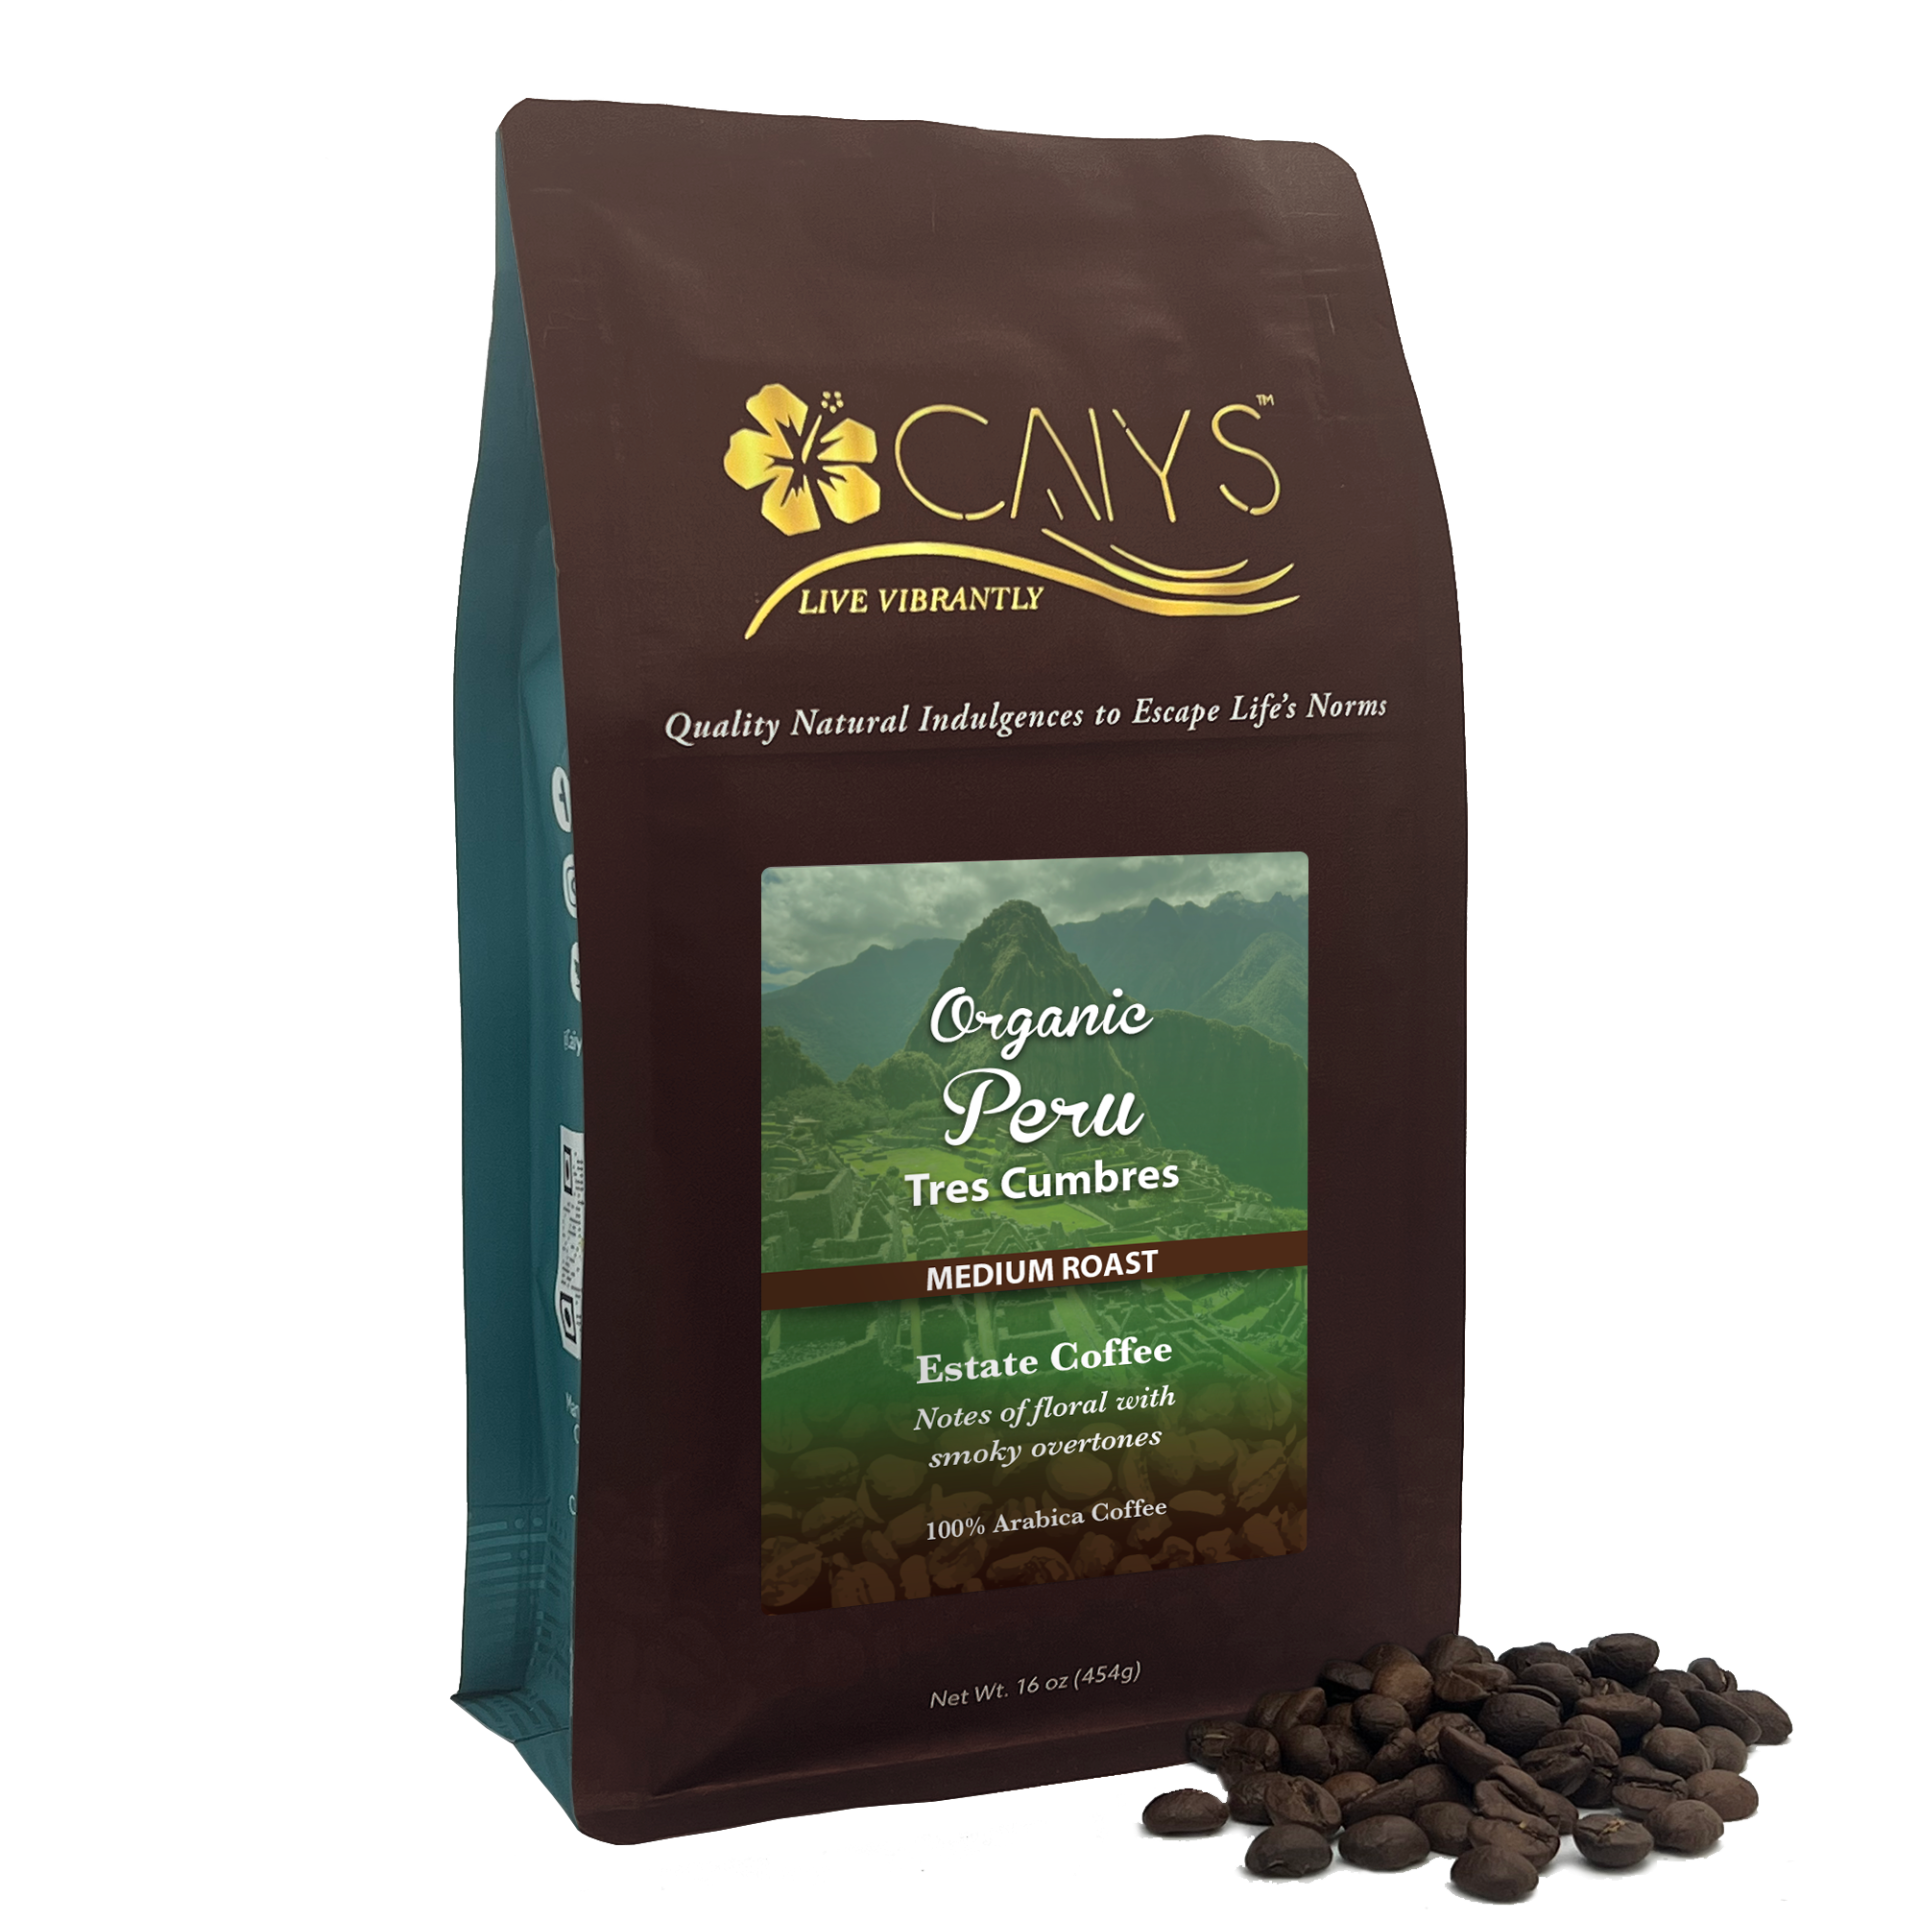 CAIYS™
LIVE VIBRANTLY
Quality Natural Indulgences to Escape Life's Norms
Organic
Peru
Tres Cumbres
MEDIUM ROAST
Estate Coffee
Notes of floral with
smoky overtones
100% Arabica Coffee
Net Wt. 16 oz (454g)